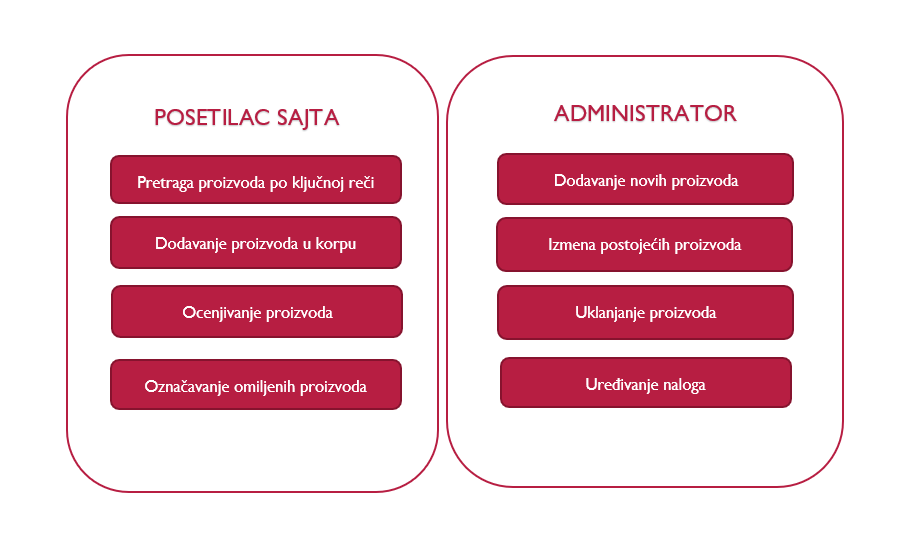 POSETILAC SAJTA
Pretraga proizvoda po ključnoj reči
Dodavanje proizvoda u korpu
Ocenjivanje proizvoda
Označavanje omiljenih proizvoda
ADMINISTRATOR
Dodavanje novih proizvoda
Izmena postojećih proizvoda
Uklanjanje proizvoda
Uređivanje naloga